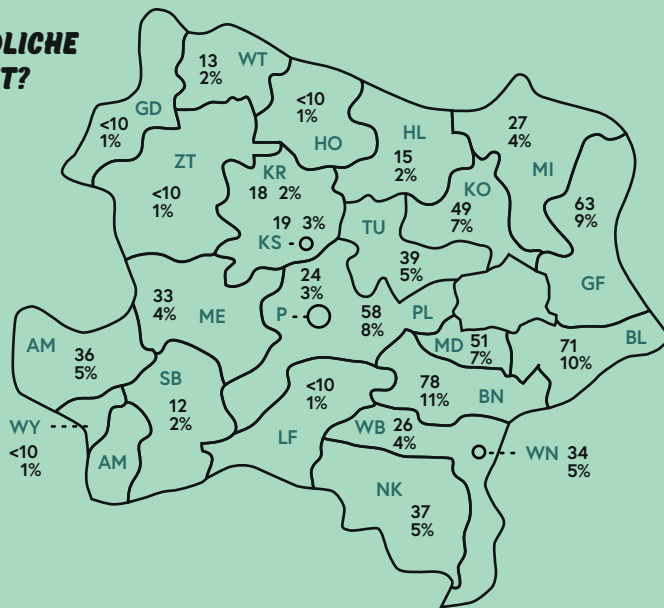 DLICHE
T?
WT
13
2%
GD
<10
1%
<10
1%
HO
HL
15
2%
27
4%
MI
ZT
<10
1%
KR
18 2%
19 3%
KS
KO
49
7%
63
9%
GF
TU
39
5%
33
4%
ME
24
3%
P
58
8%
PL
MD 51
7%
71
10%
BL
AM
36
5%
SB
12
2%
<10
1%
LF
78
11%
BN
WB 26
4%
WY
<10
1%
AM
WN 34
5%
NK
37
5%